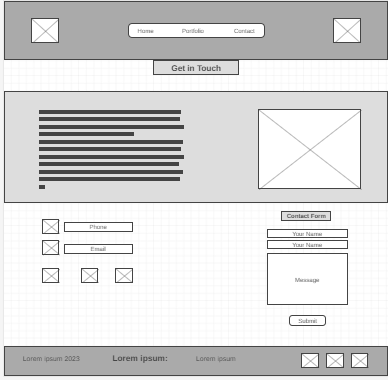 Home Portfolio Contact
Get in Touch
Contact Form
Phone
Your Name
Email
Your Name
Message
Submit
Lorem ipsum 2023 Lorem ipsum: Lorem ipsum